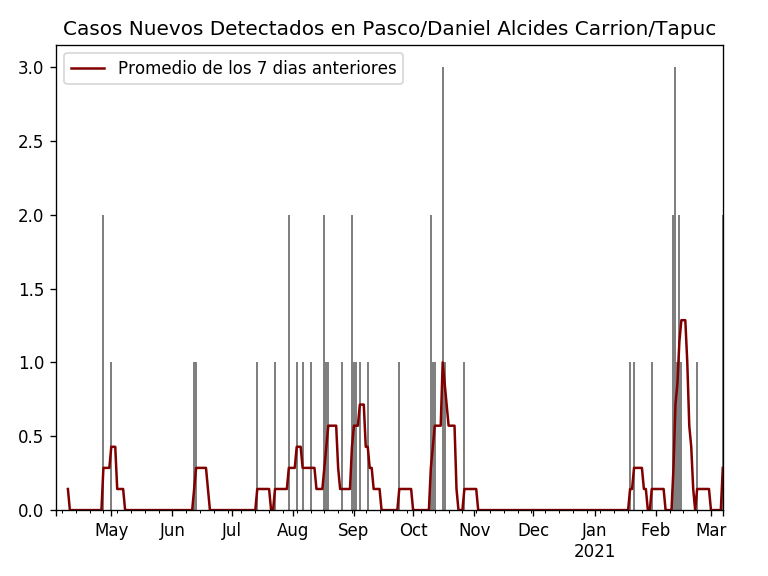 Casos Nuevos Detectados en Pasco/Daniel Alcides Carrion/Tapuc
Promedio de los 7 dias anteriores
3.0
2.5
2.0
1.5
1.0
0.5
0.0
May Jun Jul Aug Sep Oct Nov Dec Jan Feb Mar
2021